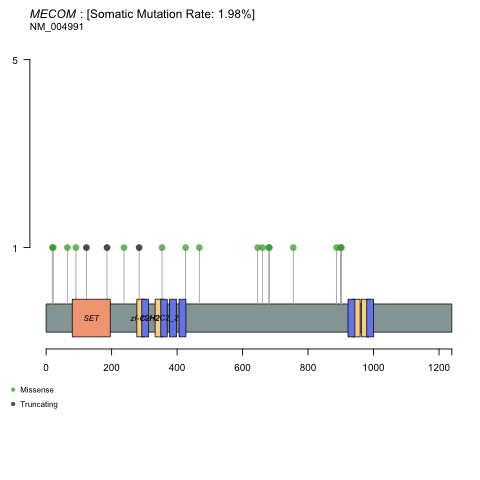 MECOM : [Somatic Mutation Rate: 1.98%]
NM_004991
5
1
SET
0 200 400 600 800 1000 1200
Missense
Truncating